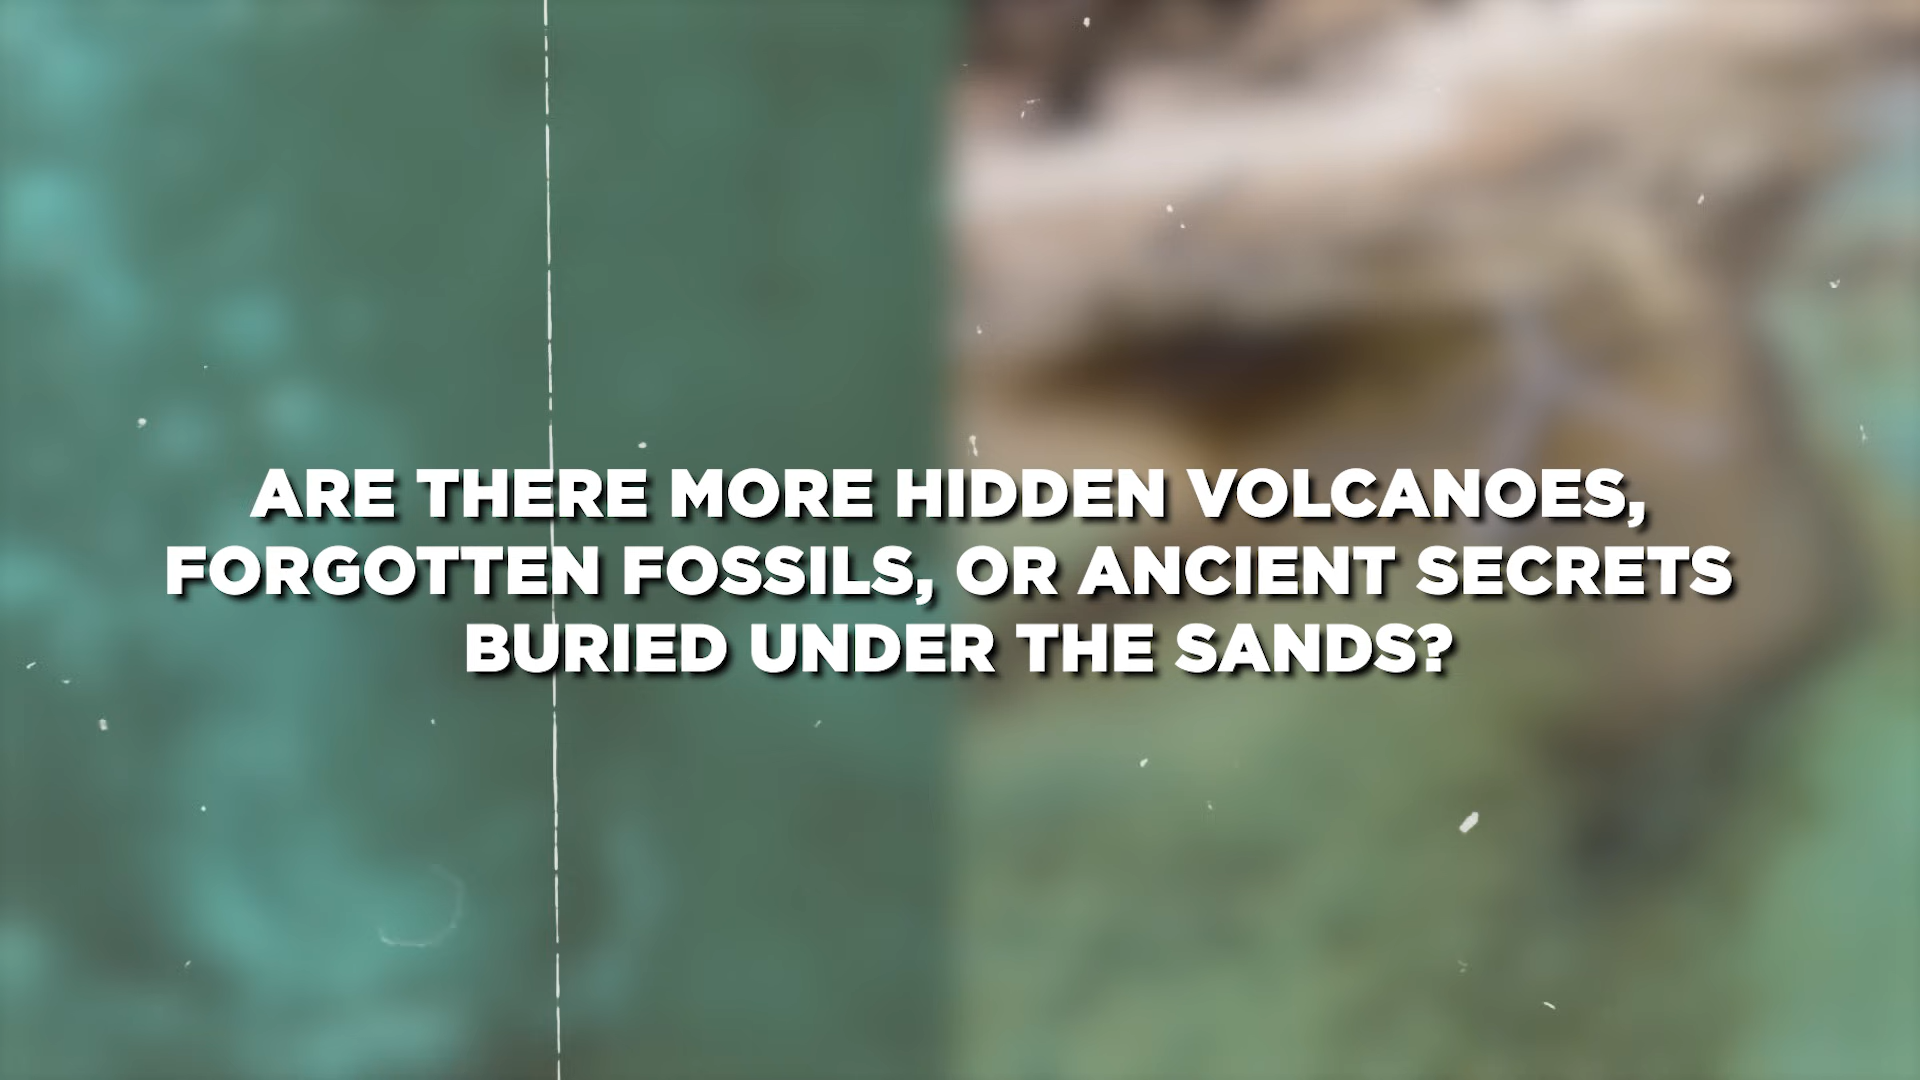 ARE THERE MORE HIDDEN VOLCANOES,
FORGOTTEN FOSSILS, OR ANCIENT SECRETS
BURIED UNDER THE SANDS?